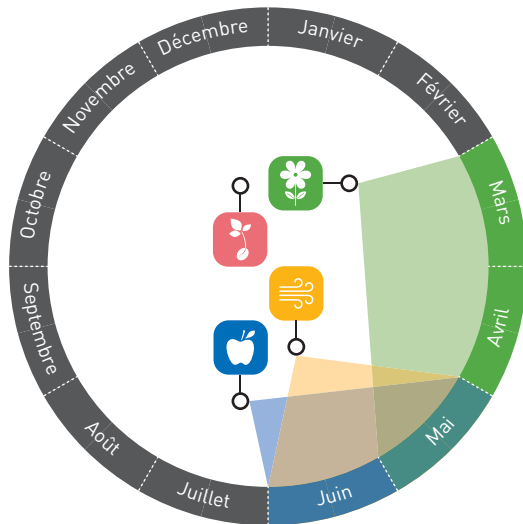 Janvier
Février
Mars
Avril
Mai
Juin
Juillet
Août
Septembre
Octobre
Novembre
Décembre